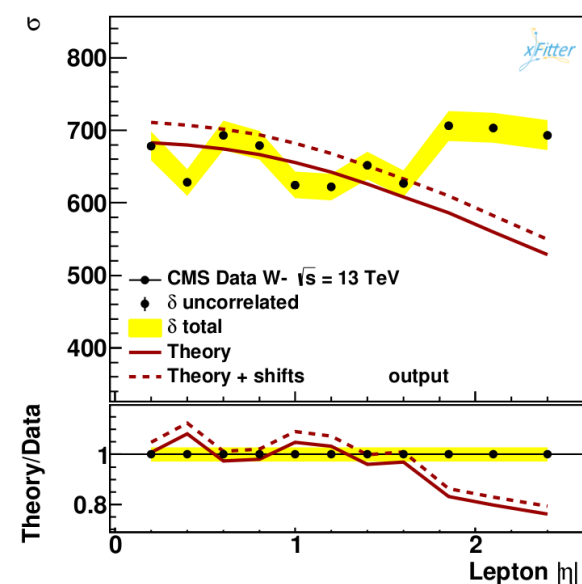 σ
xFitter
800
700
600
500
400
CMS Data W- √s = 13 TeV
δ uncorrelated
δ total
Theory
Theory + shifts output
Theory/Data
1
0.8
0 1 2
Lepton |η|